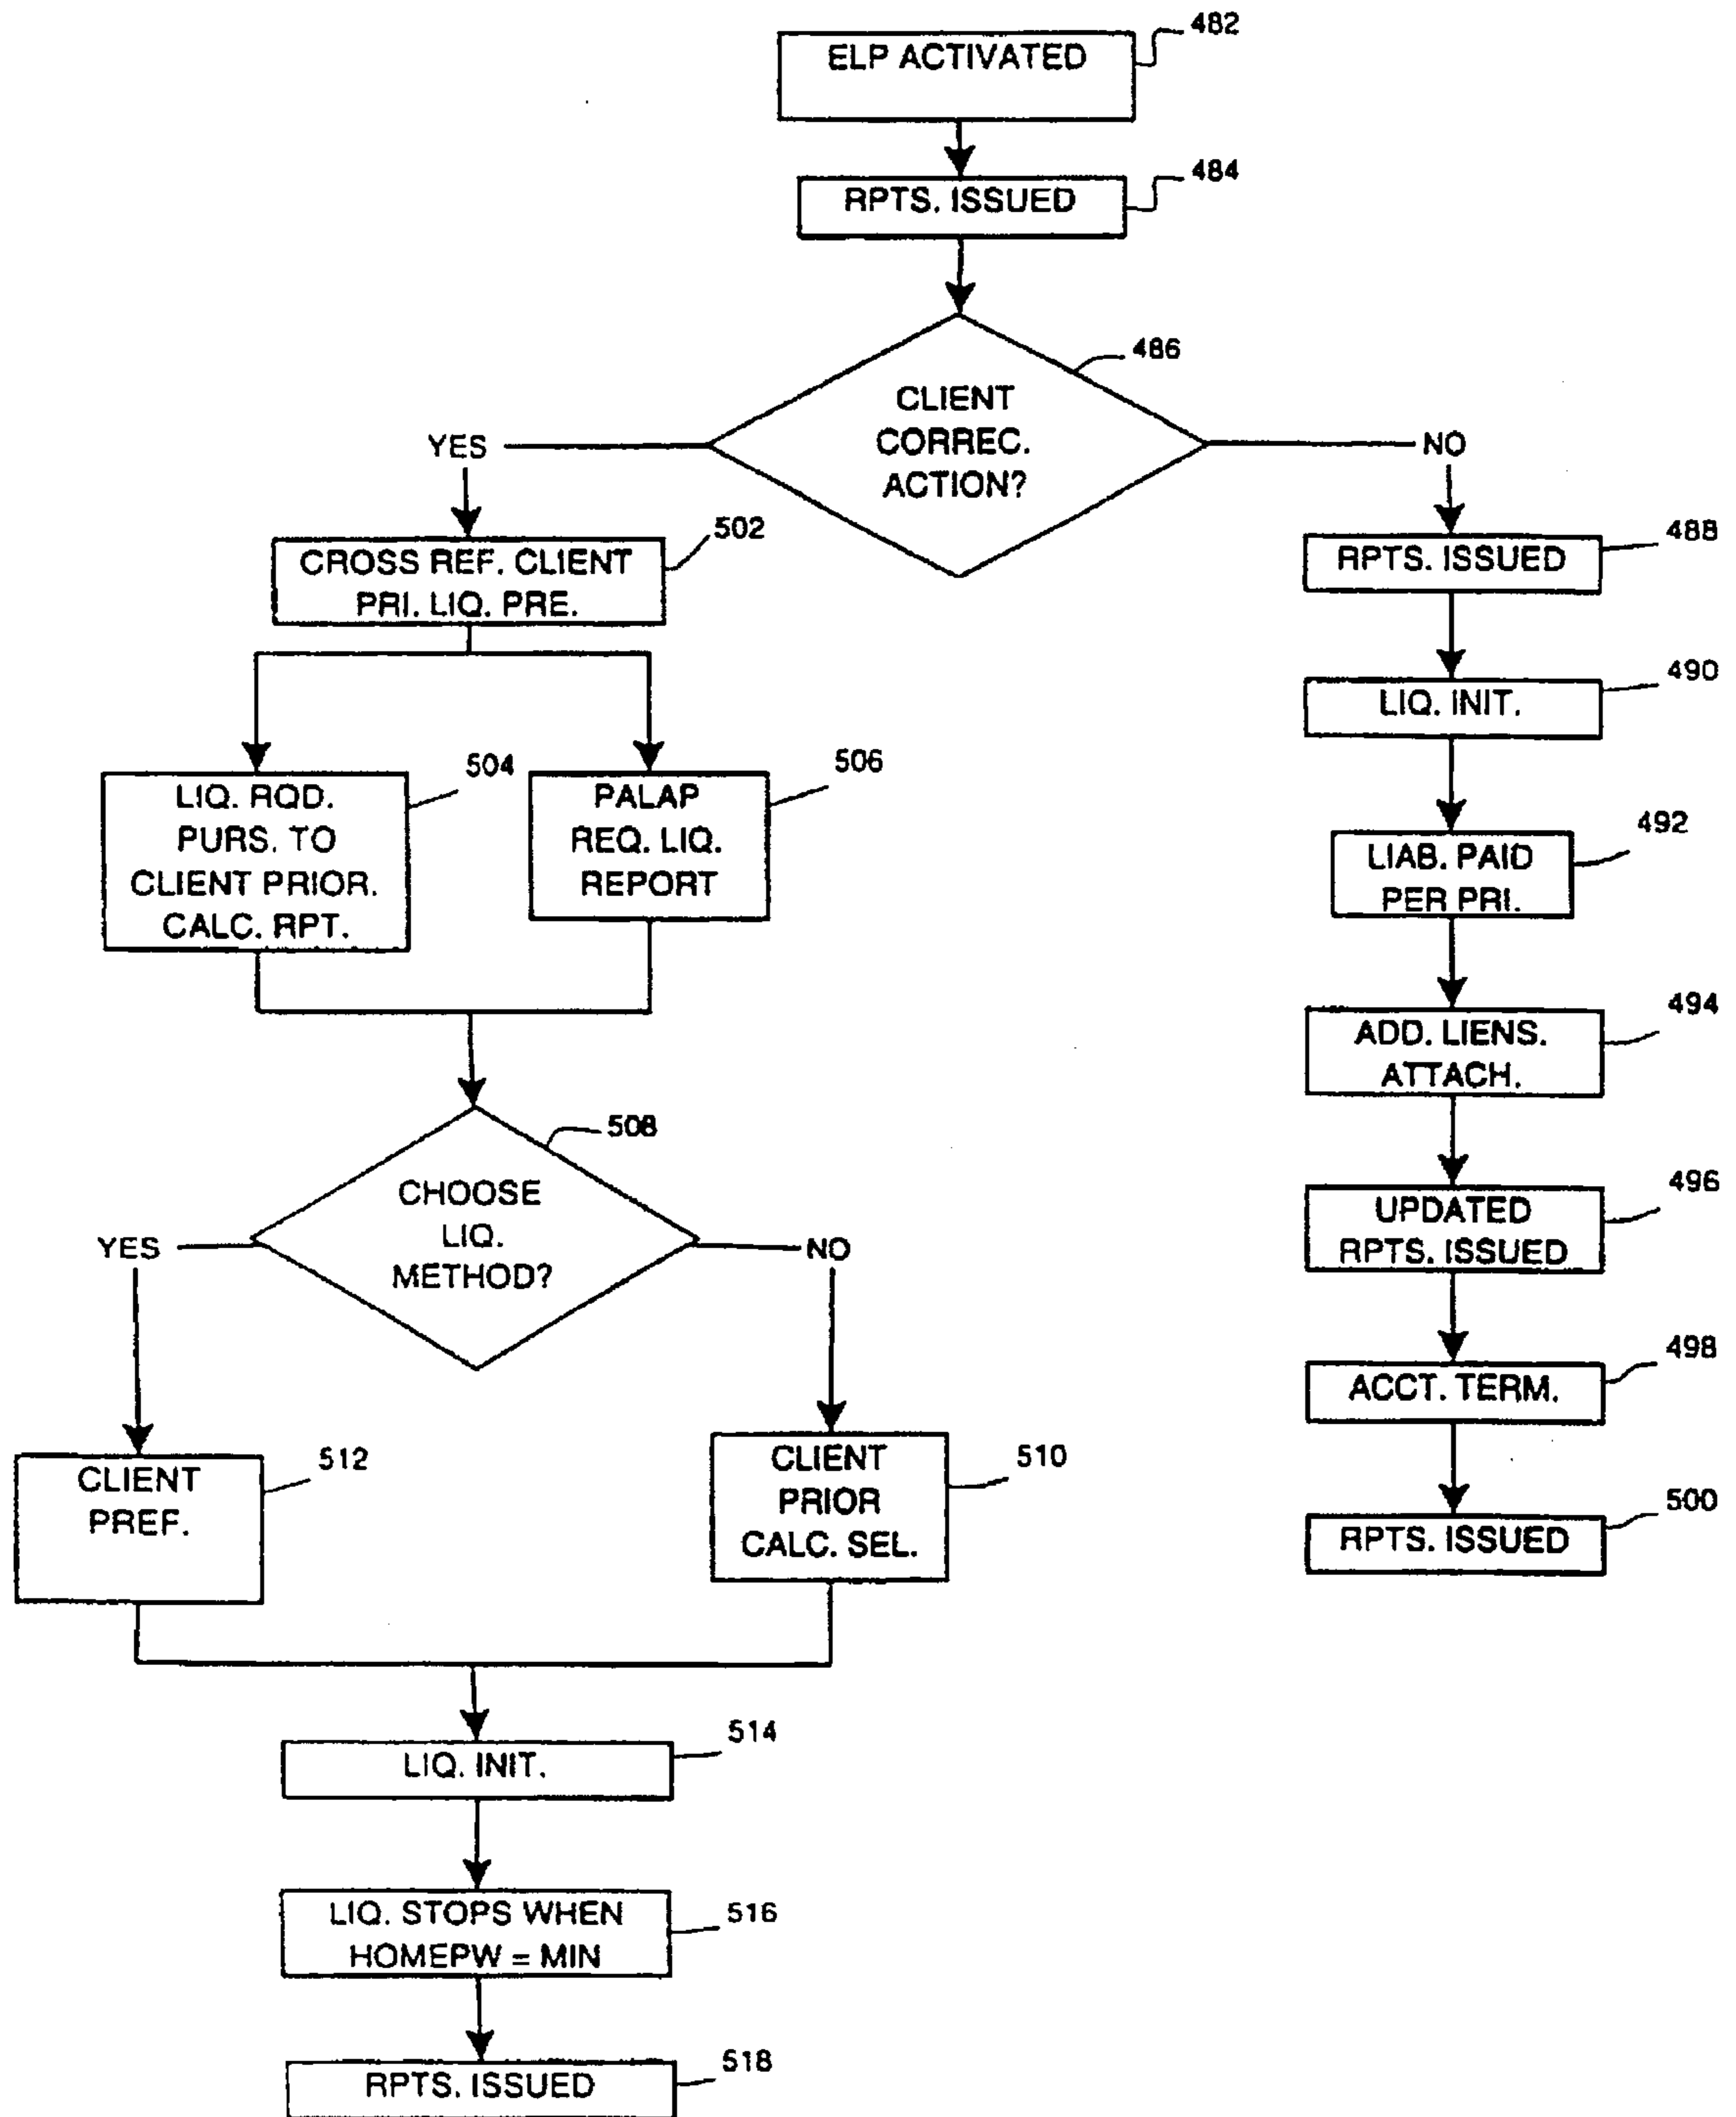 482
ELP ACTIVATED
484
RPTS. ISSUED
486
CLIENT
CORREC.
ACTION?
YES
NO
502
CROSS REF. CLIENT
PRI. LIQ. PRE.
504
LIQ. RQD.
PURS. TO
CLIENT PRIOR.
CALC. RPT.
506
PALAP
REQ. LIQ.
REPORT
508
CHOOSE
LIQ.
METHOD?
YES
NO
512
CLIENT
PREF.
510
CLIENT
PRIOR
CALC. SEL.
514
LIQ. INIT.
516
LIQ. STOPS WHEN
HOMEPW = MIN
518
RPTS. ISSUED
488
RPTS. ISSUED
490
LIQ. INIT.
492
LIAB. PAID
PER PRI.
494
ADD. LIENS.
ATTACH.
496
UPDATED
RPTS. ISSUED
498
ACCT. TERM.
500
RPTS. ISSUED